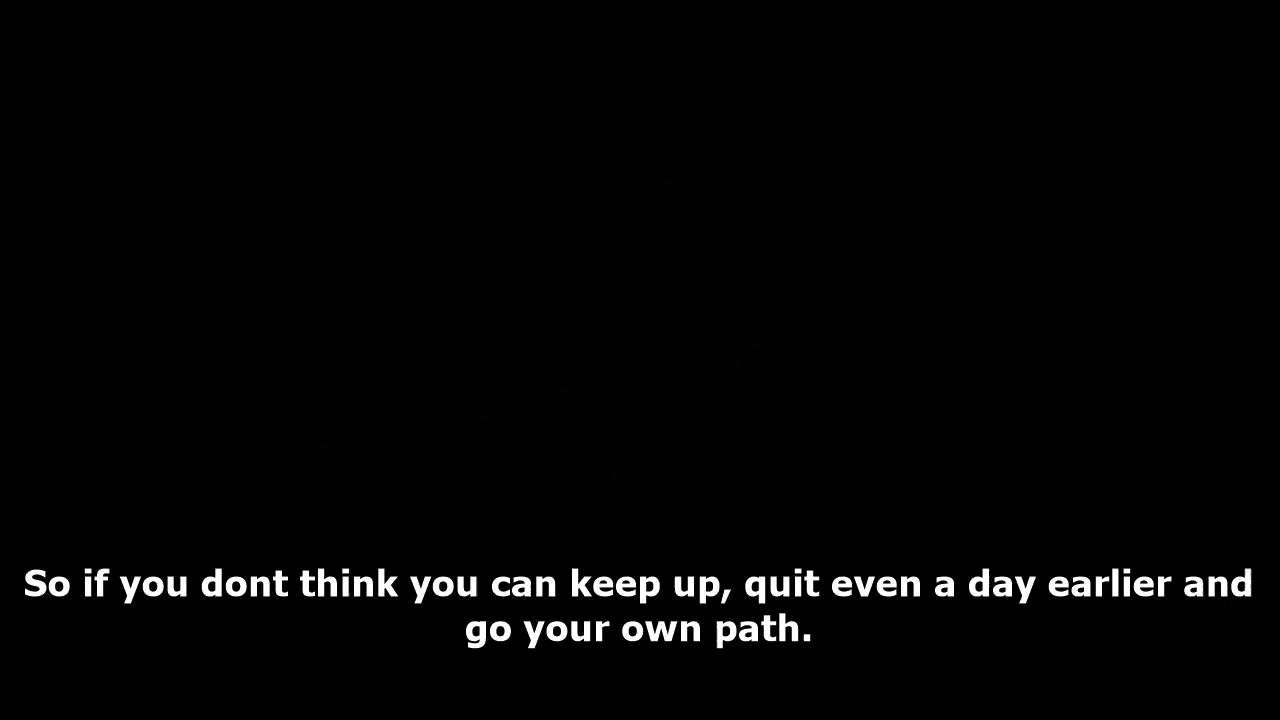 So if you dont think you can keep up, quit even a day earlier and
go your own path.